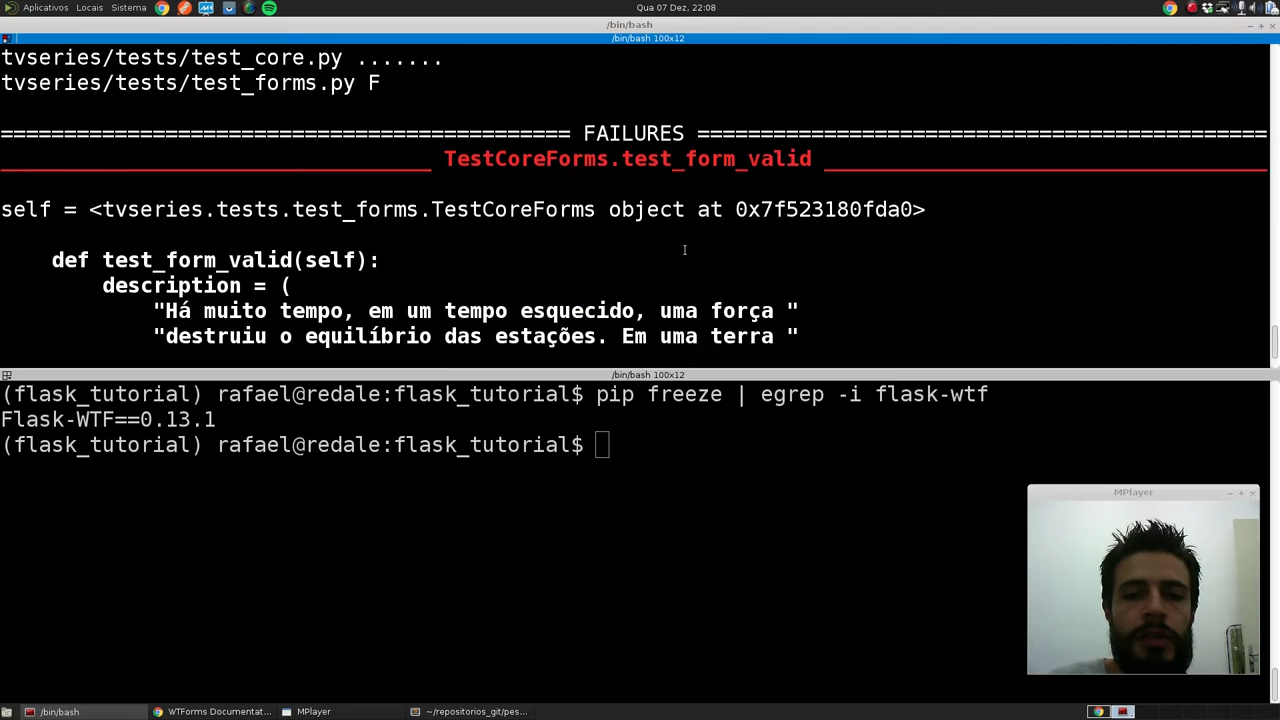 Aplicativos Locais Sistema Qua 07 Dez, 22:08
/bin/bash
/bin/bash 100x12
tvseries/tests/test_core.py .......
tvseries/tests/test_forms.py F
============================================= FAILURES =============================================
__________________________________ TestCoreForms.test_form_valid ___________________________________
self = <tvseries.tests.test_forms.TestCoreForms object at 0x7f523180fda0>
def test_form_valid(self):
description = (
"Há muito tempo, em um tempo esquecido, uma força "
"destruiu o equilíbrio das estações. Em uma terra "
/bin/bash 100x12
(flask_tutorial) rafael@redale:flask_tutorial$ pip freeze | egrep -i flask-wtf
Flask-WTF==0.13.1
(flask_tutorial) rafael@redale:flask_tutorial$
MPlayer
/bin/bash WTForms Documentat... MPlayer ~/repositorios_git/pes...